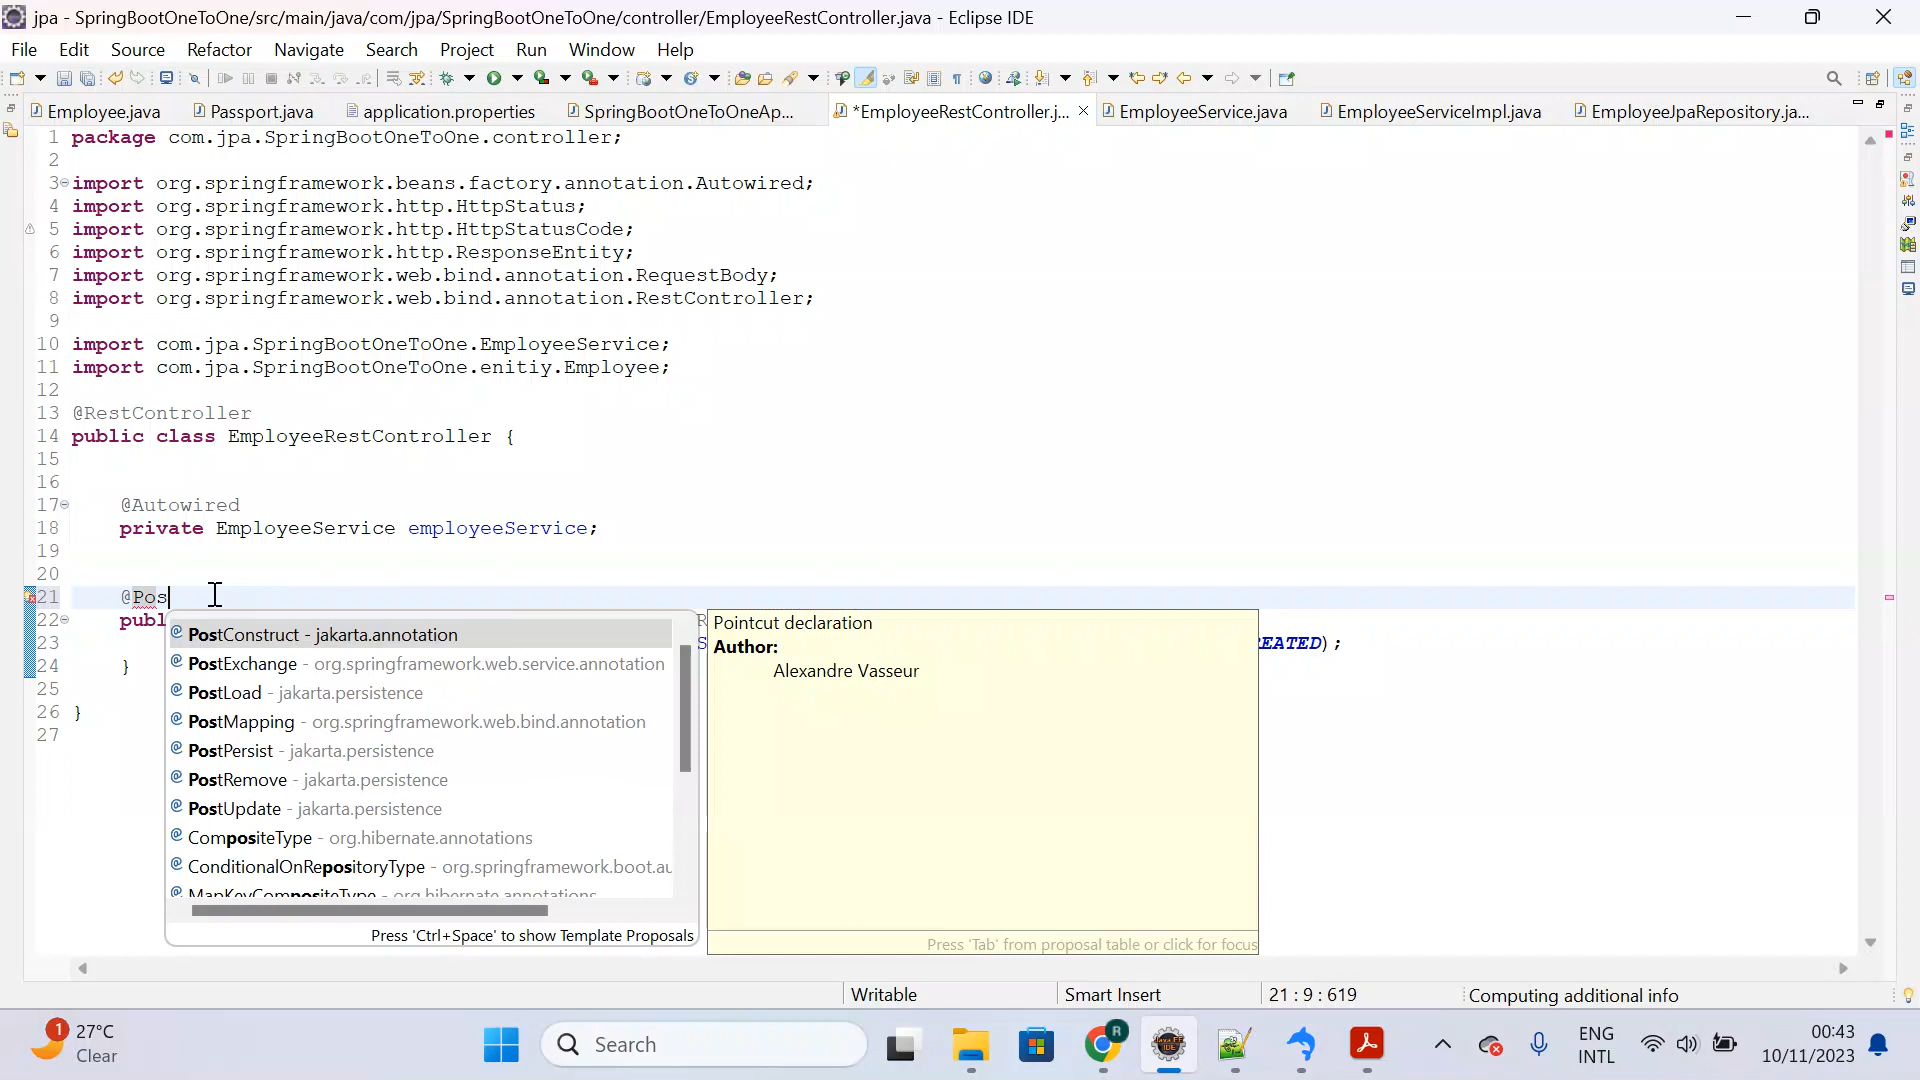 jpa - SpringBootOneToOne/src/main/java/com/jpa/SpringBootOneToOne/controller/EmployeeRestController.java - Eclipse IDE
File Edit Source Refactor Navigate Search Project Run Window Help
Employee.java Passport.java application.properties SpringBootOneToOneAp... *EmployeeRestController.j... EmployeeService.java EmployeeServiceImpl.java EmployeeJpaRepository.ja...
1 package com.jpa.SpringBootOneToOne.controller;
2
3 import org.springframework.beans.factory.annotation.Autowired;
4 import org.springframework.http.HttpStatus;
5 import org.springframework.http.HttpStatusCode;
6 import org.springframework.http.ResponseEntity;
7 import org.springframework.web.bind.annotation.RequestBody;
8 import org.springframework.web.bind.annotation.RestController;
9
10 import com.jpa.SpringBootOneToOne.EmployeeService;
11 import com.jpa.SpringBootOneToOne.enitiy.Employee;
12
13 @RestController
14 public class EmployeeRestController {
15
16
17 @Autowired
18 private EmployeeService employeeService;
19
20
21 @Pos
22 publ
23 EATED);
24 }
25
26 }
27
PostConstruct - jakarta.annotation
PostExchange - org.springframework.web.service.annotation
PostLoad - jakarta.persistence
PostMapping - org.springframework.web.bind.annotation
PostPersist - jakarta.persistence
PostRemove - jakarta.persistence
PostUpdate - jakarta.persistence
CompositeType - org.hibernate.annotations
ConditionalOnRepositoryType - org.springframework.boot.au
MapKeyCompositeType - org.hibernate.annotations
Press 'Ctrl+Space' to show Template Proposals
Pointcut declaration
Author:
Alexandre Vasseur
Press 'Tab' from proposal table or click for focus
Writable Smart Insert 21 : 9 : 619 Computing additional info
1 27°C
Clear
Search
R
ENG
INTL
00:43
10/11/2023